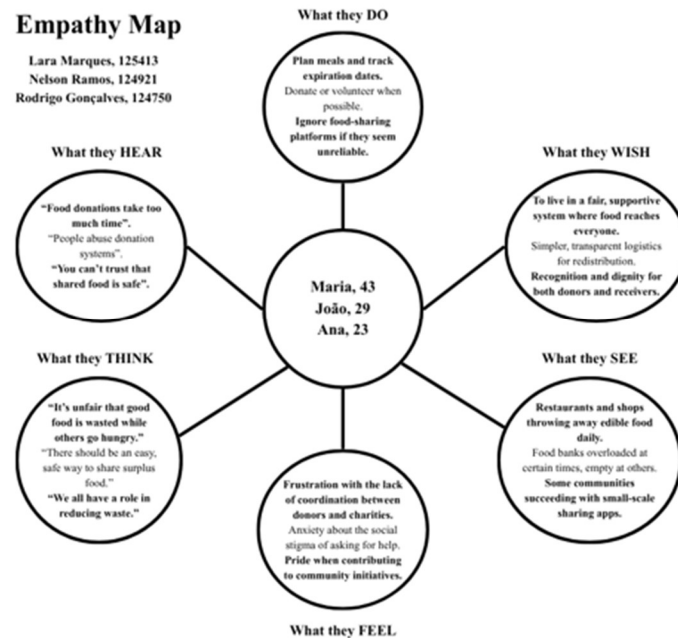 Empathy Map
Lara Marques, 125413
Nelson Ramos, 124921
Rodrigo Gonçalves, 124750
What they DO
Plan meals and track
expiration dates.
Donate or volunteer when
possible.
Ignore food-sharing
platforms if they seem
unreliable.
What they HEAR
“Food donations take too
much time”.
“People abuse donation
systems”.
“You can’t trust that
shared food is safe”.
What they WISH
To live in a fair, supportive
system where food reaches
everyone.
Simpler, transparent logistics
for redistribution.
Recognition and dignity for
both donors and receivers.
Maria, 43
João, 29
Ana, 23
What they THINK
“It’s unfair that good
food is wasted while
others go hungry.”
“There should be an easy,
safe way to share surplus
food.”
“We all have a role in
reducing waste.”
What they SEE
Restaurants and shops
throwing away edible food
daily.
Food banks overloaded at
certain times, empty at others.
Some communities
succeeding with small-scale
sharing apps.
Frustration with the lack
of coordination between
donors and charities.
Anxiety about the social
stigma of asking for help.
Pride when contributing
to community initiatives.
What they FEEL